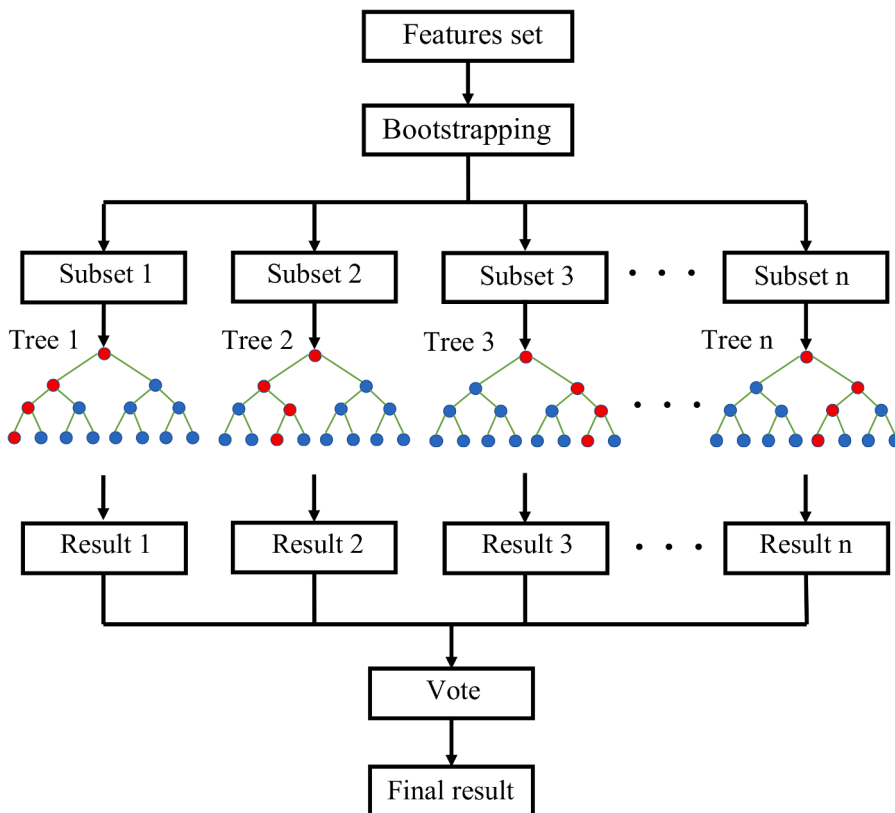 Features set
Bootstrapping
Subset 1
Subset 2
Subset 3
Subset n
Tree 1
Tree 2
Tree 3
Tree n
Result 1
Result 2
Result 3
Result n
Vote
Final result